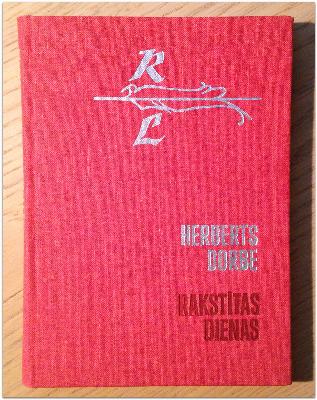 R
L
HERBERTS
DORBE
RAKSTĪTAS
DIENAS